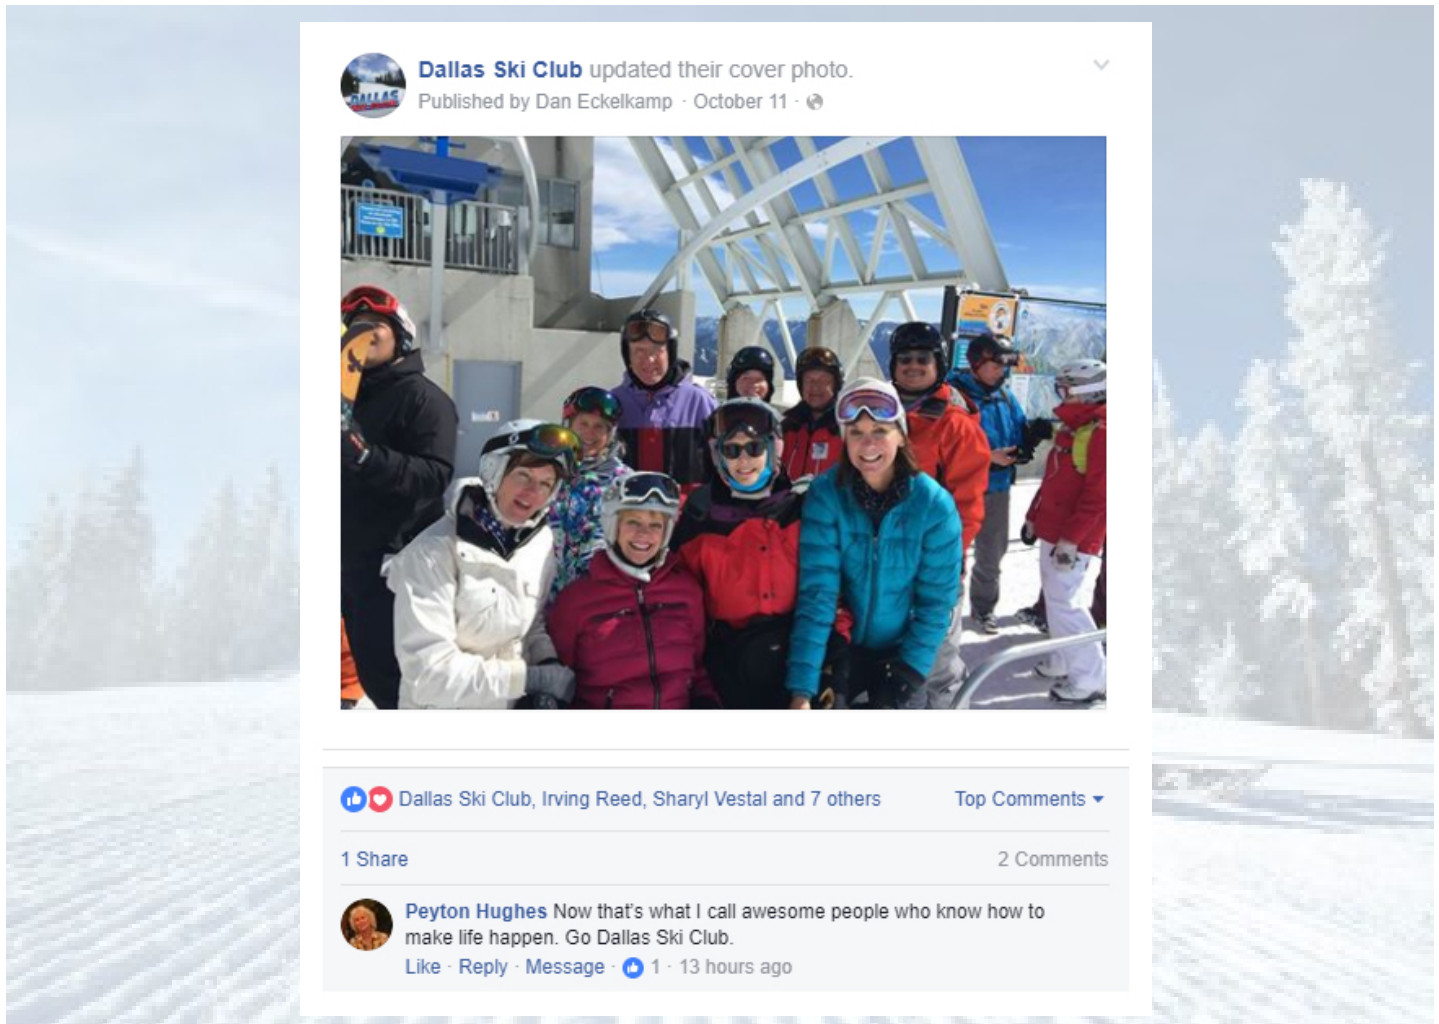 DALLAS
Dallas Ski Club updated their cover photo.
Published by Dan Eckelkamp · October 11 ·
Dallas Ski Club, Irving Reed, Sharyl Vestal and 7 others
Top Comments
1 Share
2 Comments
Peyton Hughes Now that's what I call awesome people who know how to
make life happen. Go Dallas Ski Club.
Like · Reply · Message · 1 · 13 hours ago